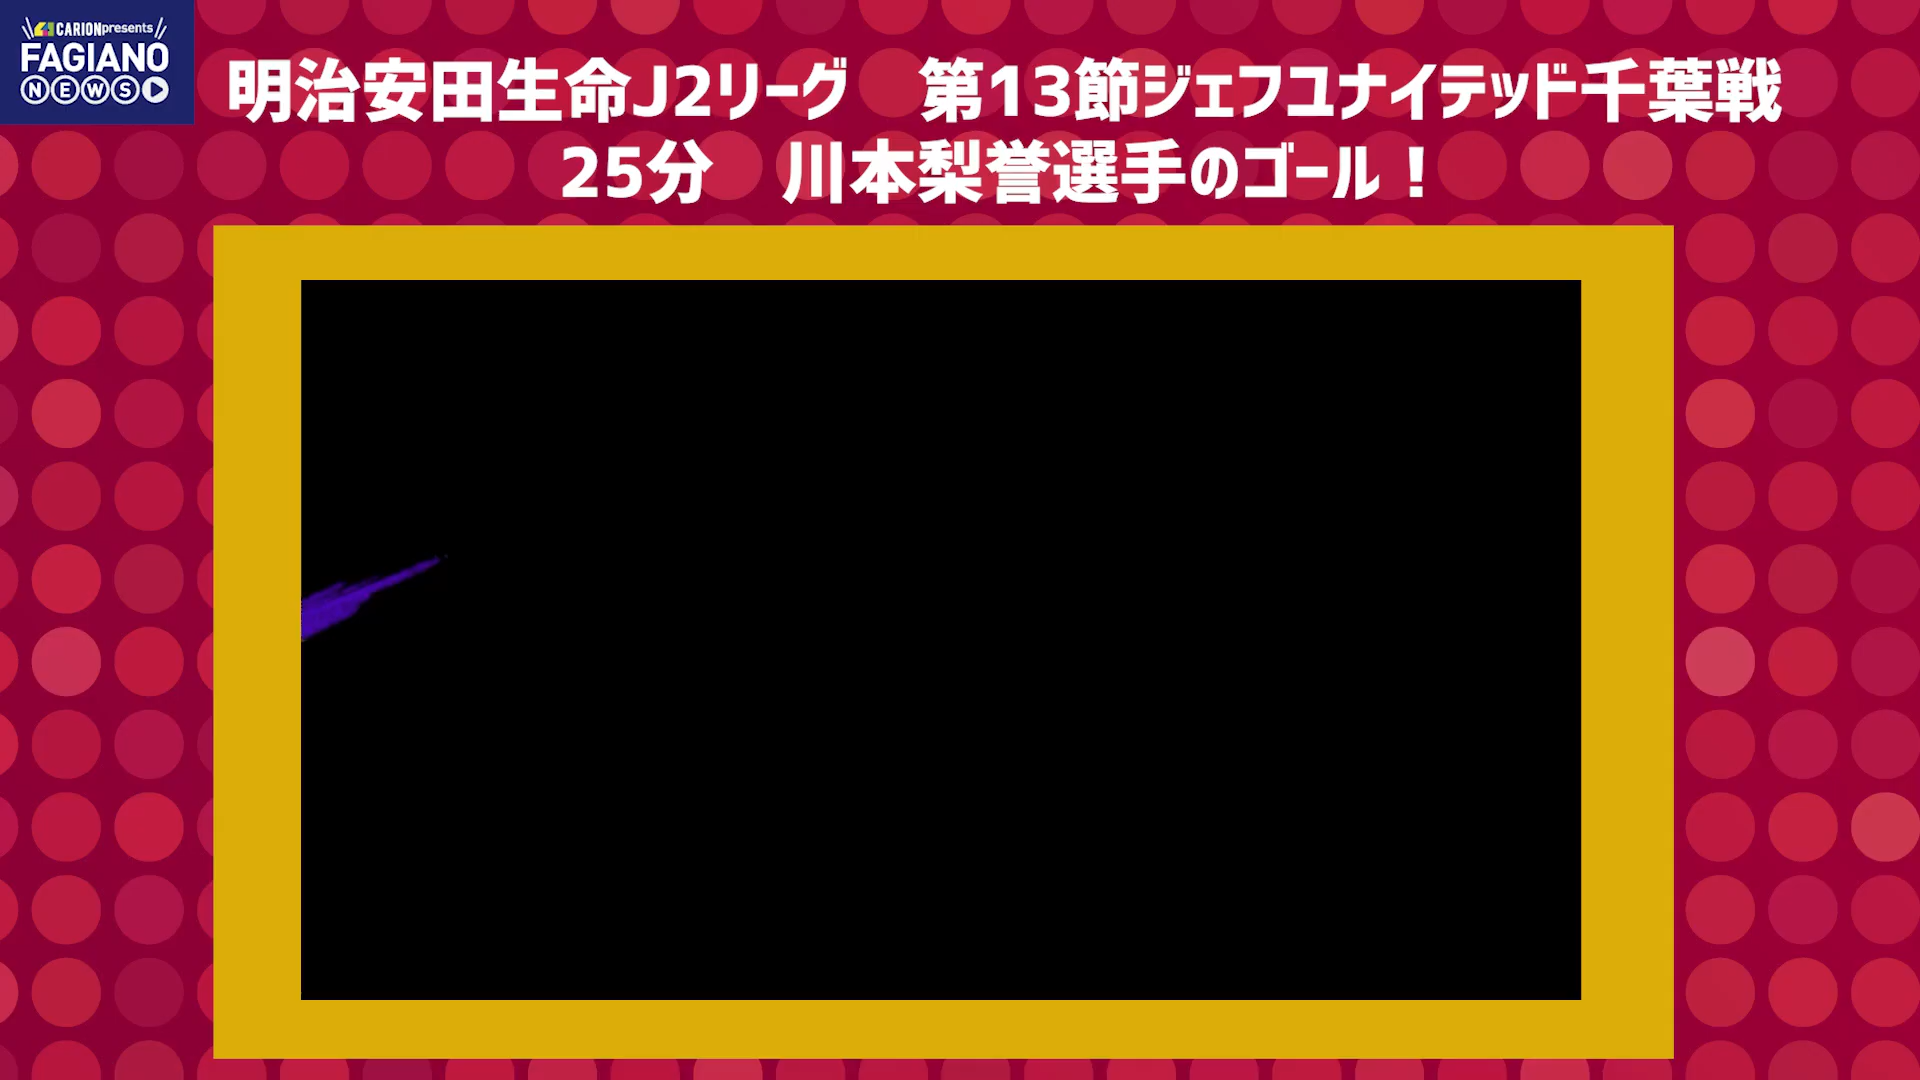 CARION presents
FAGIANO
NEWS
明治安田生命J2リーグ　第13節ジェフユナイテッド千葉戦
25分　川本梨誉選手のゴール！